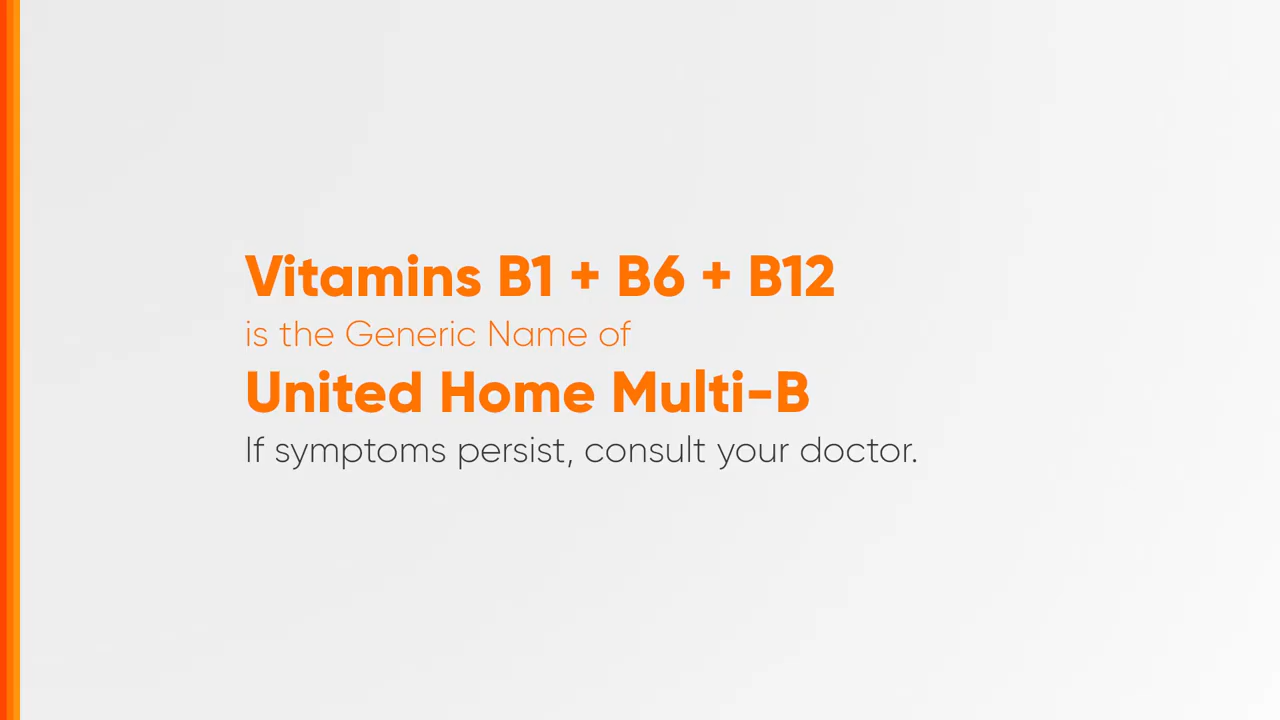 Vitamins B1 + B6 + B12
is the Generic Name of
United Home Multi-B
If symptoms persist, consult your doctor.